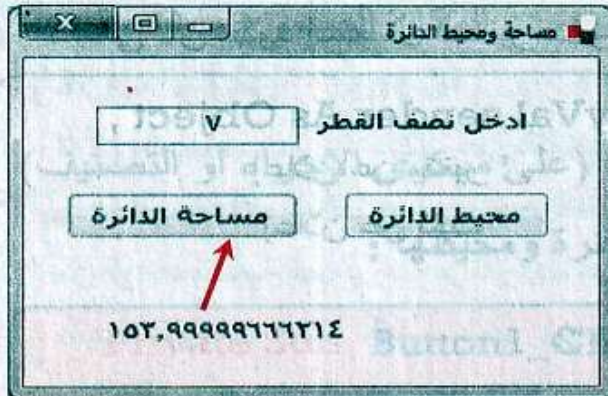 مساحة ومحيط الدائرة
ادخل نصف القطر ٧
محيط الدائرة مساحة الدائرة
١٥٣,٩٩٩٩٩٦٦٦٢١٤